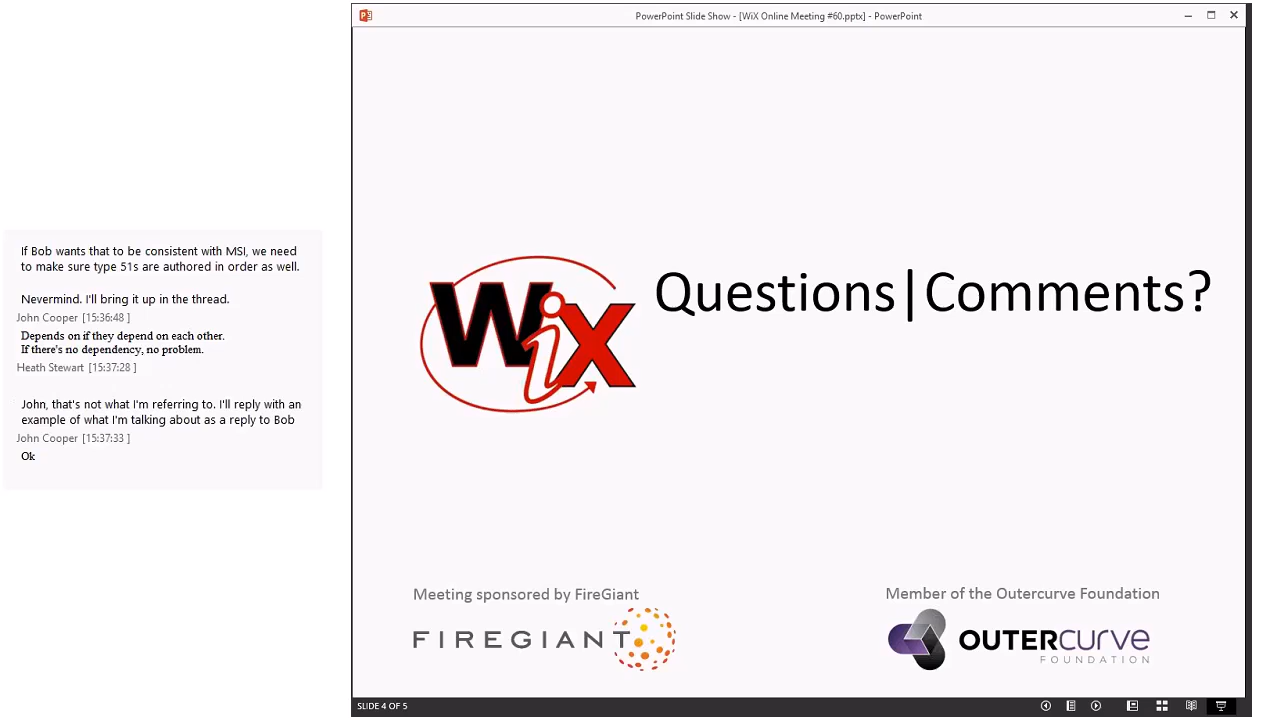 If Bob wants that to be consistent with MSI, we need
to make sure type 51s are authored in order as well.
Nevermind. I'll bring it up in the thread.
John Cooper [15:36:48 ]
Depends on if they depend on each other.
If there's no dependency, no problem.
Heath Stewart [15:37:28 ]
John, that's not what I'm referring to. I'll reply with an
example of what I'm talking about as a reply to Bob
John Cooper [15:37:33 ]
Ok
PowerPoint Slide Show - [WiX Online Meeting #60.pptx] - PowerPoint
WiX
Questions|Comments?
Meeting sponsored by FireGiant
FIREGIANT
Member of the Outercurve Foundation
OUTERCURVE
FOUNDATION
SLIDE 4 OF 5